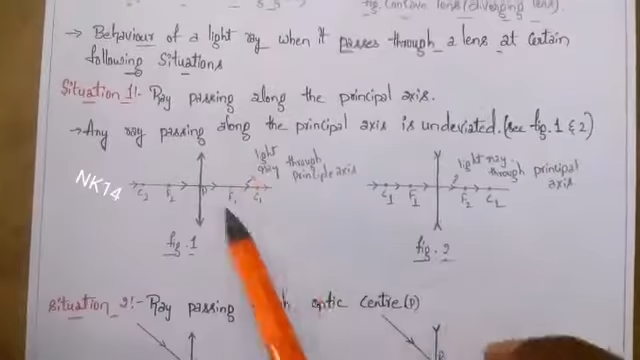 fig. Concave lens (diverging lens).
→ Behaviour of a light ray when it passes through a lens at certain
following situations
Situation 1:- Ray passing along the principal axis.
→ Any ray passing along the principal axis is undeviated. (see fig. 1 & 2)
light
ray through
principle axis
C2 F2 P F1 C1
fig. 1
light ray
through principal
axis
C1 F1 F2 C2
fig. 2
NK14
Situation 2:- Ray passing optic centre (P)
P